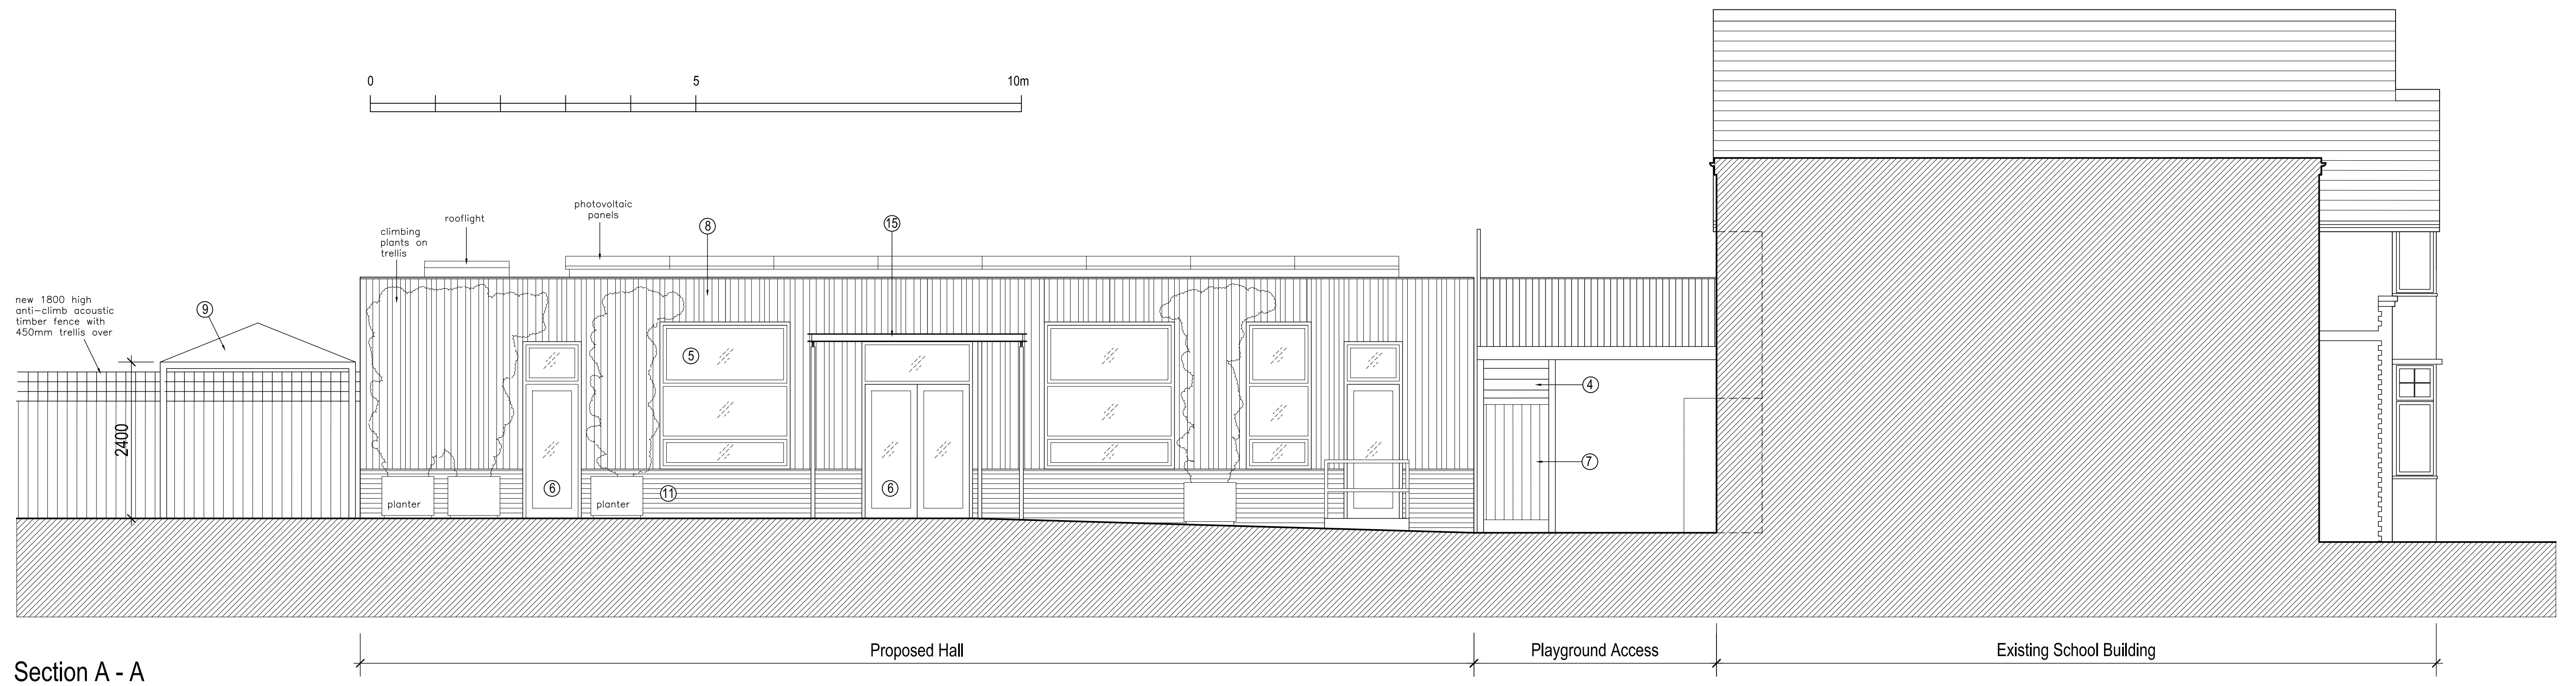 0 5 10m
photovoltaic
panels
rooflight
8
15
climbing
plants on
trellis
new 1800 high
anti-climb acoustic
timber fence with
450mm trellis over
9
5
4
2400
7
6
6
11
planter
planter
Proposed Hall
Playground Access
Existing School Building
Section A - A